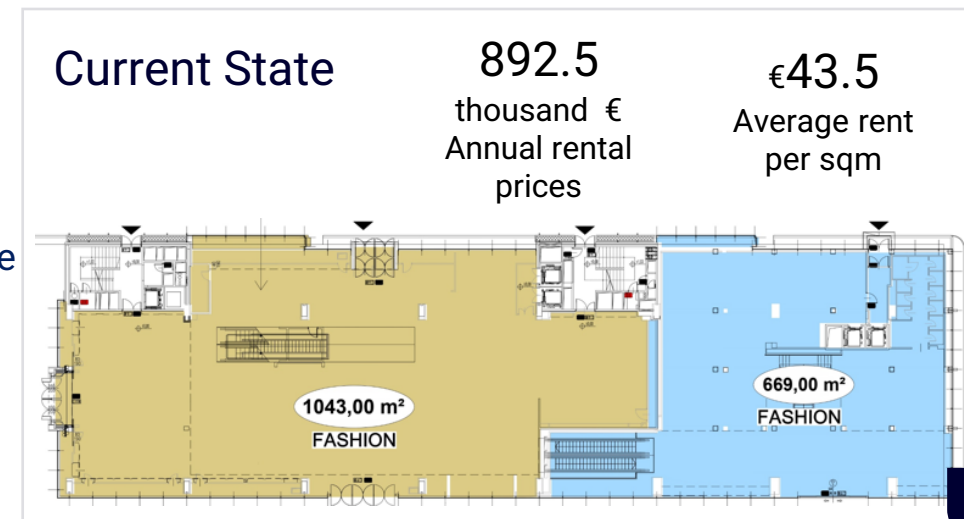 Current State
892.5
thousand €
Annual rental
prices
€43.5
Average rent
per sqm
e
1043,00 m²
FASHION
669,00 m²
FASHION